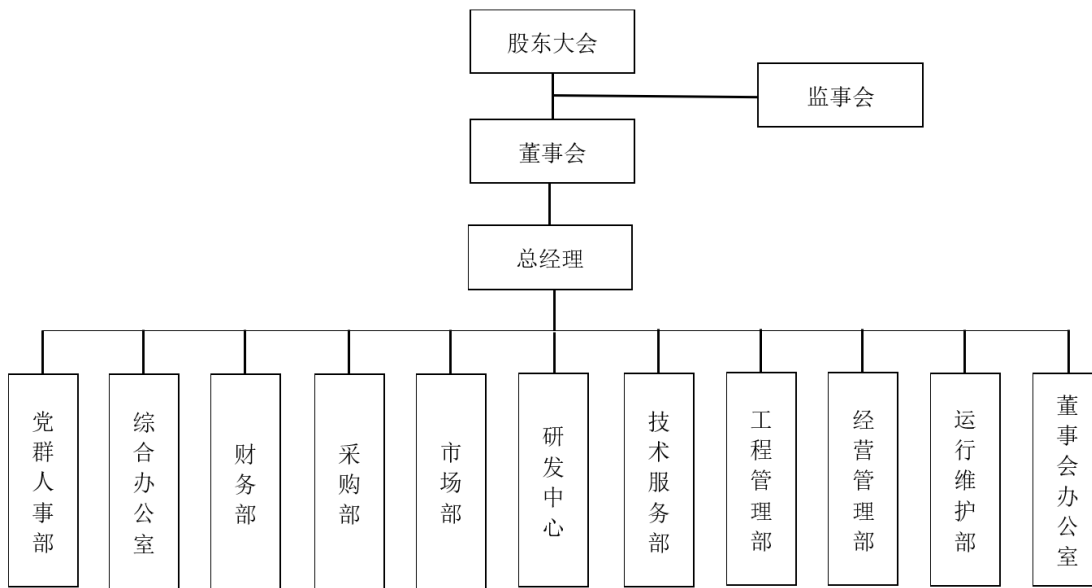 股东大会
监事会
董事会
总经理
党群人事部
综合办公室
财务部
采购部
市场部
研发中心
技术服务部
工程管理部
经营管理部
运行维护部
董事会办公室